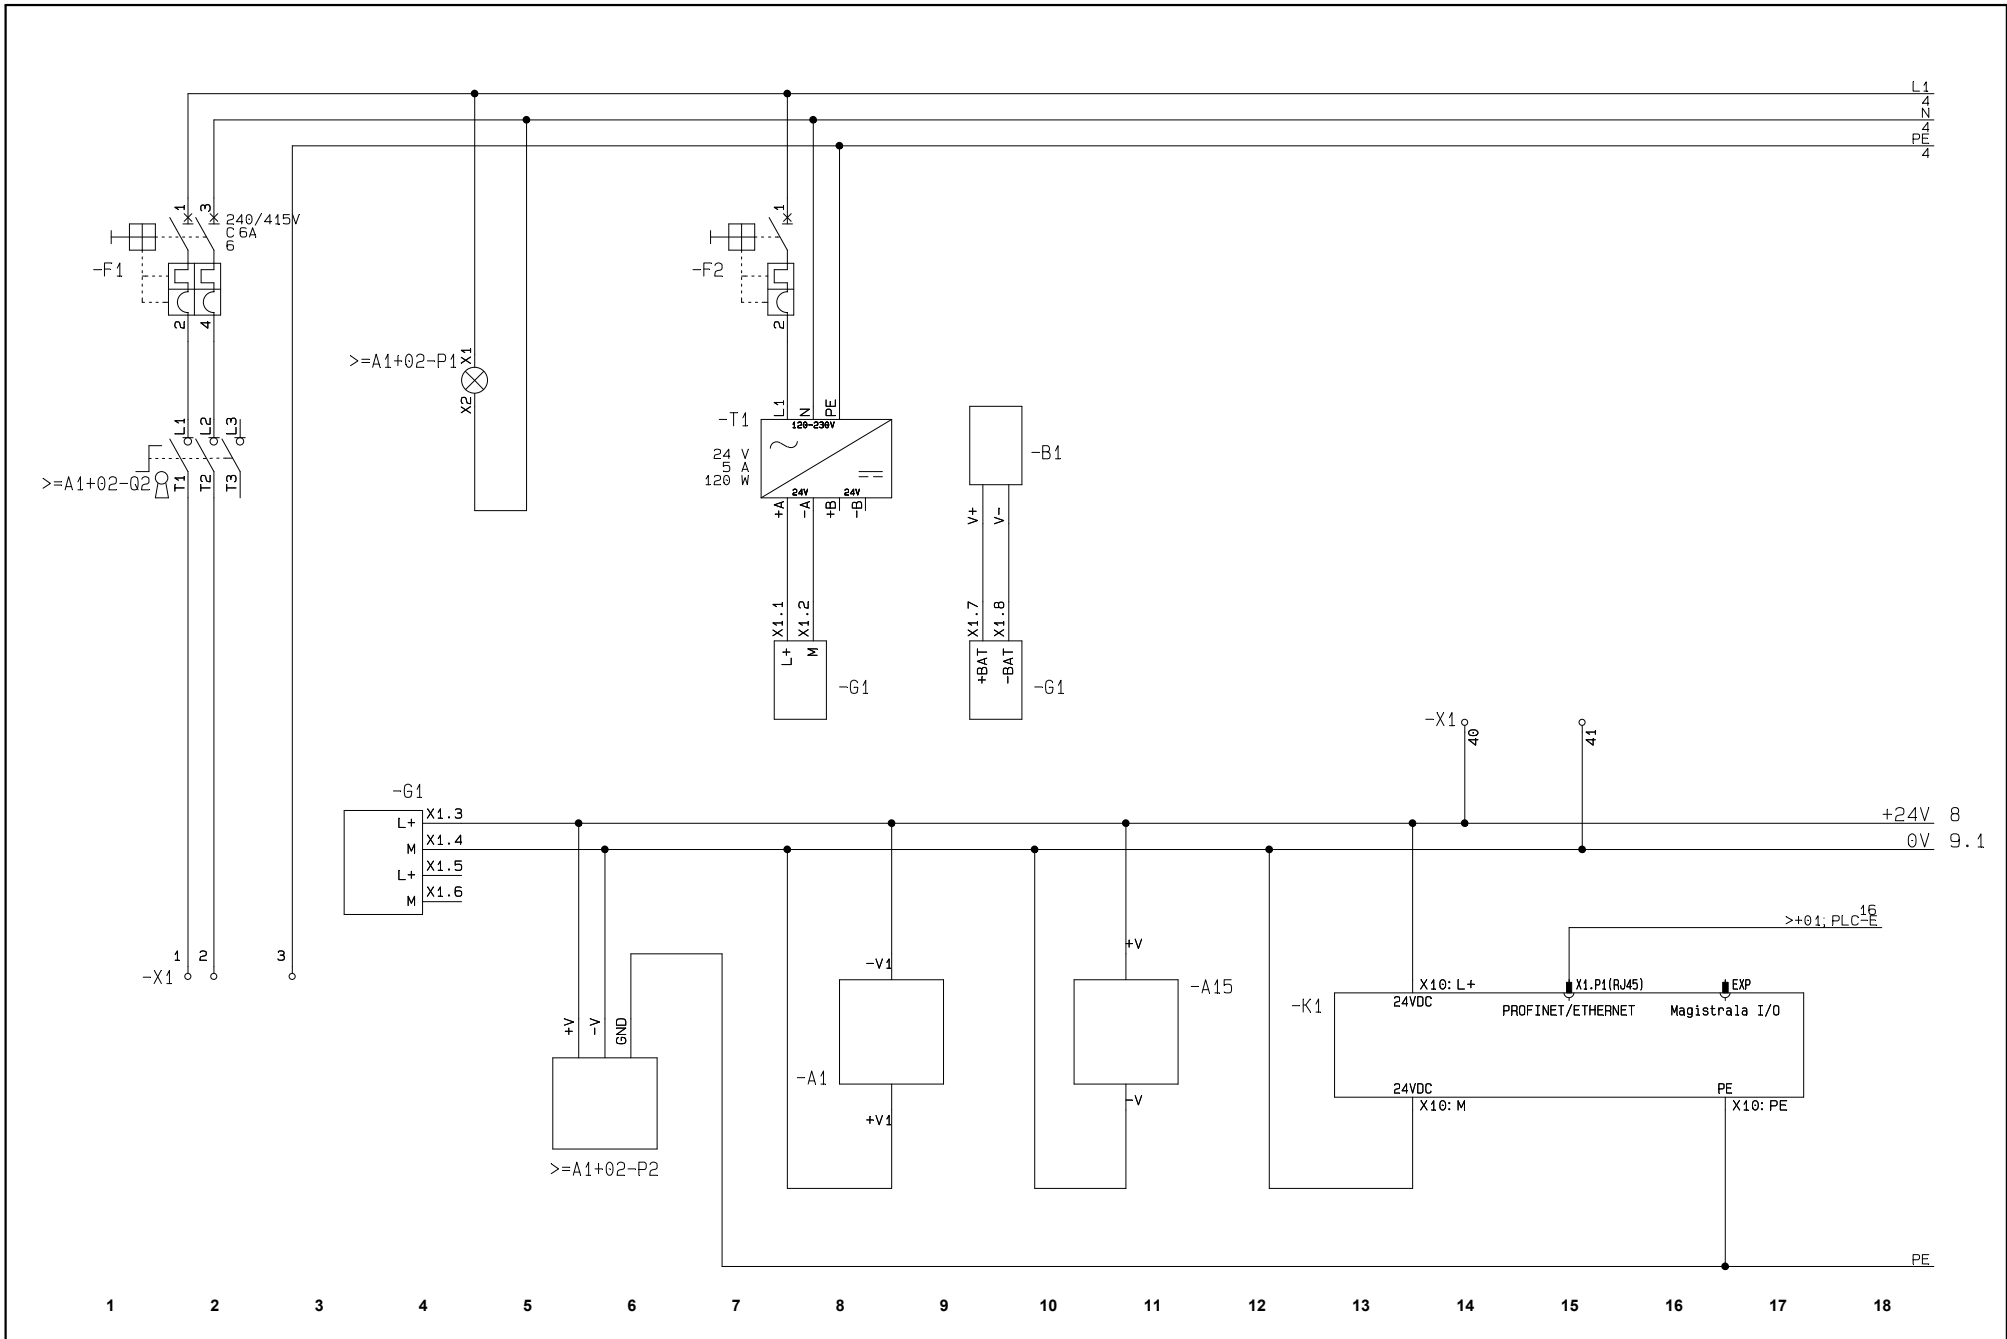 L1
4
N
4
PE
4
1
3
240/415V
C 6A
6
-F1
2
4
1
-F2
2
>=A1+02-P1
X1
X2
L1
L2
L3
>=A1+02-Q2
T1
T2
T3
-T1
L1
N
PE
120-230V
24 V
5 A
120 W
24V
24V
+A
-A
+B
-B
-B1
V+
V-
X1.1
X1.2
L+
M
-G1
X1.7
X1.8
+BAT
-BAT
-G1
-X1
40
41
-G1
L+
X1.3
M
X1.4
L+
X1.5
M
X1.6
+24V 8
0V 9.1
16
>+01; PLC-E
1
2
3
-X1
+V
-V
GND
>=A1+02-P2
-V1
-A1
+V1
+V
-A15
-V
-K1
X10: L+
24VDC
X1.P1(RJ45)
PROFINET/ETHERNET
EXP
Magistrala I/O
24VDC
X10: M
PE
X10: PE
PE
1 2 3 4 5 6 7 8 9 10 11 12 13 14 15 16 17 18